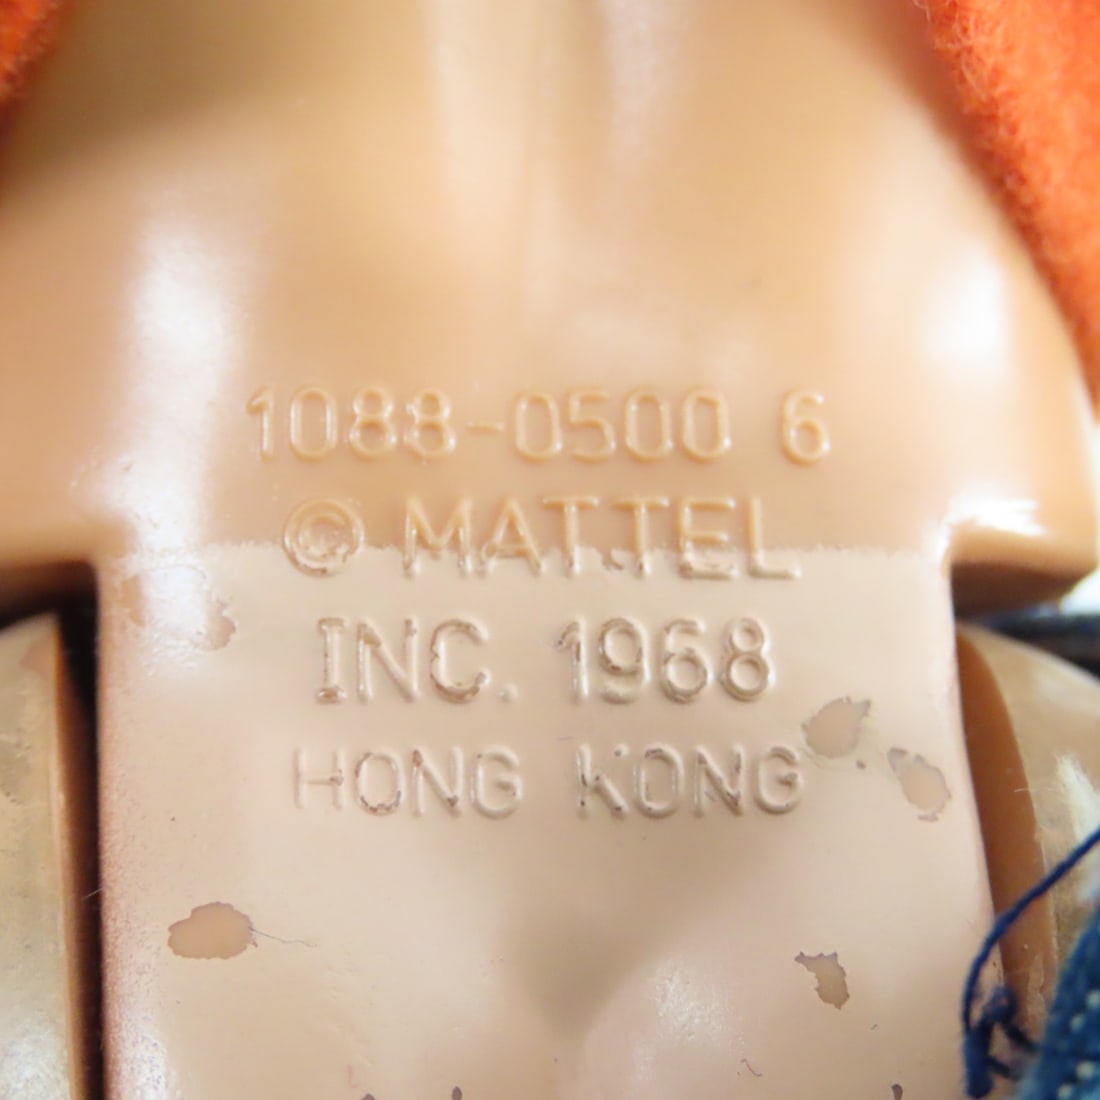 1088-0500 6
© MATTEL
INC. 1968
HONG KONG